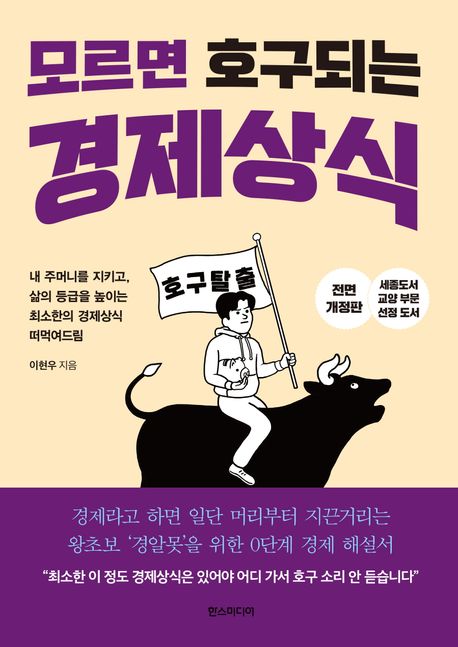 모르면 호구되는
경제상식
내 주머니를 지키고,
삶의 등급을 높이는
최소한의 경제상식
떠먹여드림
이현우 지음
호구탈출
전면
개정판
세종도서
교양 부문
선정 도서
경제라고 하면 일단 머리부터 지끈거리는
왕초보 ‘경알못’을 위한 0단계 경제 해설서
“최소한 이 정도 경제상식은 있어야 어디 가서 호구 소리 안 듣습니다”
한스미디어